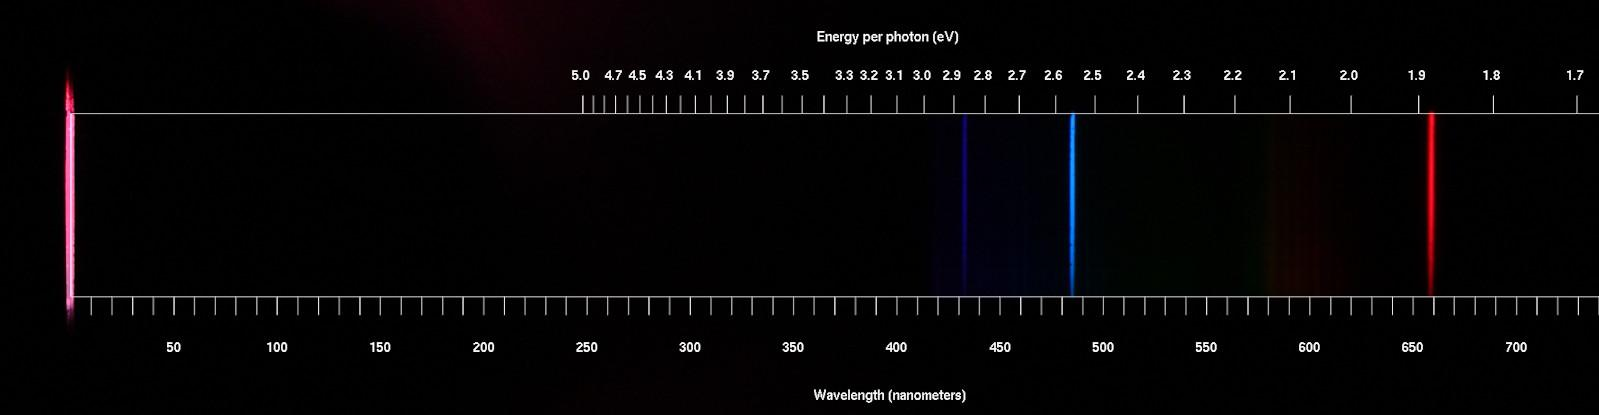 Energy per photon (eV)
5.0 4.7 4.5 4.3 4.1 3.9 3.7 3.5 3.3 3.2 3.1 3.0 2.9 2.8 2.7 2.6 2.5 2.4 2.3 2.2 2.1 2.0 1.9 1.8 1.7
50 100 150 200 250 300 350 400 450 500 550 600 650 700
Wavelength (nanometers)